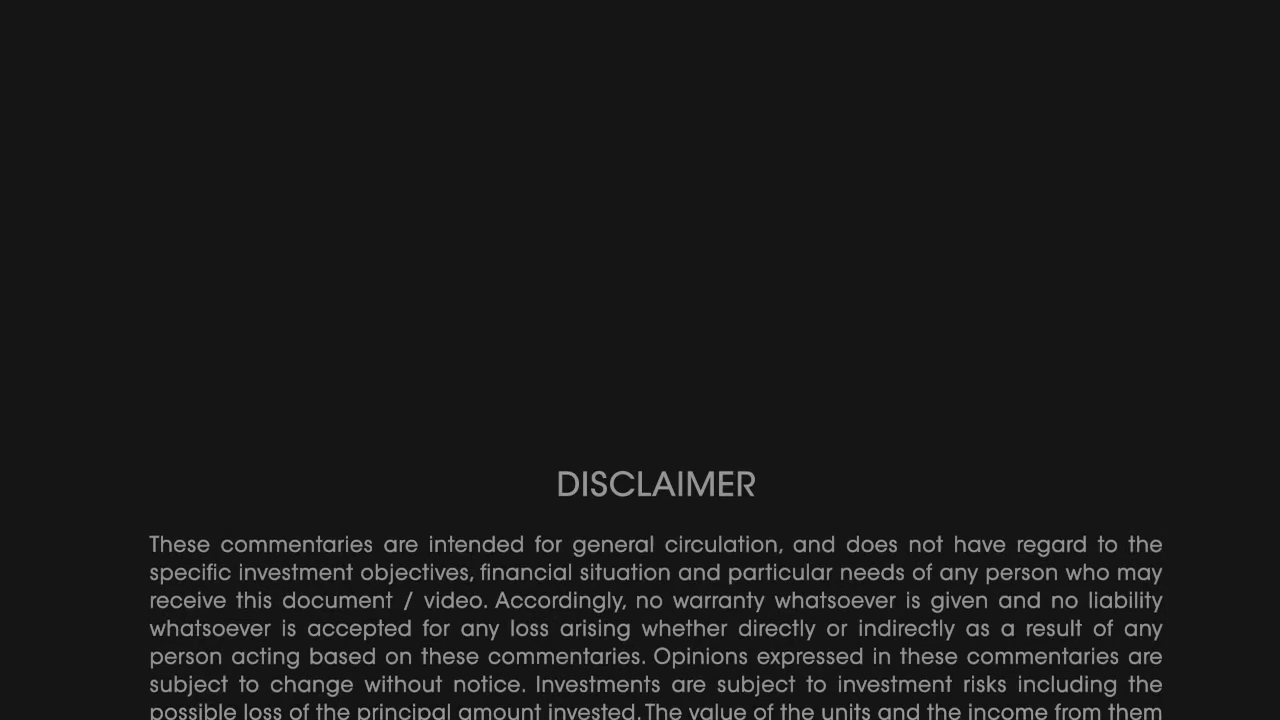 DISCLAIMER
These commentaries are intended for general circulation, and does not have regard to the
specific investment objectives, financial situation and particular needs of any person who may
receive this document / video. Accordingly, no warranty whatsoever is given and no liability
whatsoever is accepted for any loss arising whether directly or indirectly as a result of any
person acting based on these commentaries. Opinions expressed in these commentaries are
subject to change without notice. Investments are subject to investment risks including the
possible loss of the principal amount invested. The value of the units and the income from them